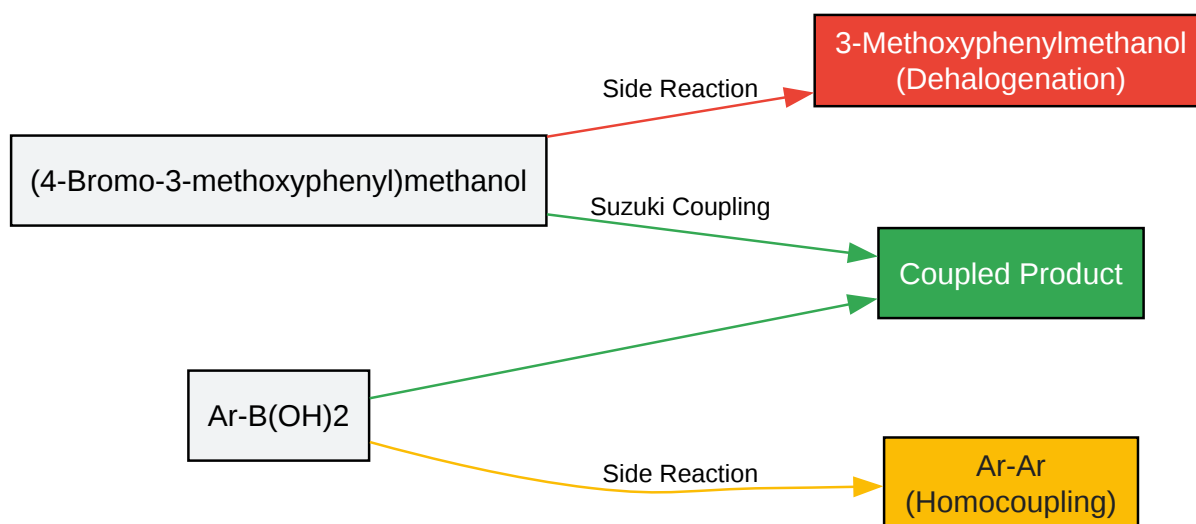 3-Methoxyphenylmethanol
(Dehalogenation)
Side Reaction
(4-Bromo-3-methoxyphenyl)methanol
Suzuki Coupling
Coupled Product
Ar-B(OH)2
Side Reaction
Ar-Ar
(Homocoupling)